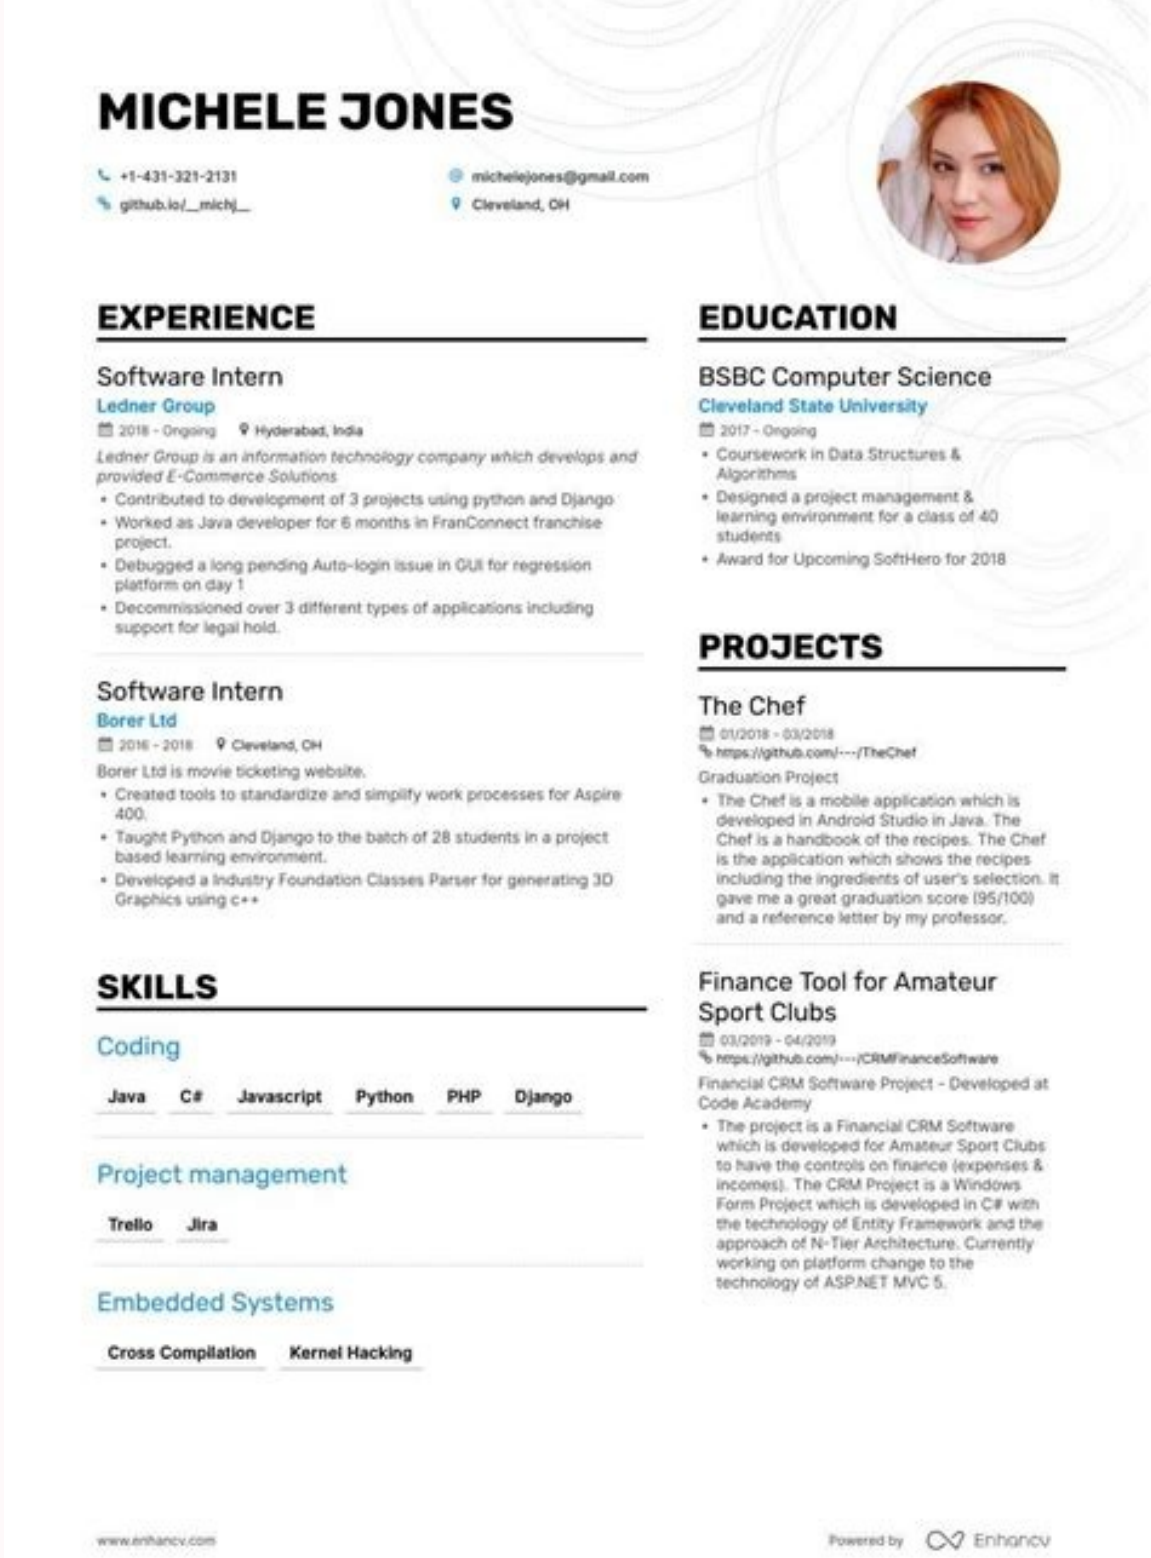 MICHELE JONES
+1-431-321-2131
michelejones@gmail.com
github.io/__michj__
Cleveland, OH
EXPERIENCE
Software Intern
Ledner Group
2018 - Ongoing
Hyderabad, India
Ledner Group is an information technology company which develops and
provided E-Commerce Solutions
• Contributed to development of 3 projects using python and Django
• Worked as Java developer for 6 months in FranConnect franchise
project.
• Debugged a long pending Auto-login issue in GUI for regression
platform on day 1
• Decommissioned over 3 different types of applications including
support for legal hold.
Software Intern
Borer Ltd
2016 - 2018
Cleveland, OH
Borer Ltd is movie ticketing website.
• Created tools to standardize and simplify work processes for Aspire
400.
• Taught Python and Django to the batch of 28 students in a project
based learning environment.
• Developed a Industry Foundation Classes Parser for generating 3D
Graphics using c++
SKILLS
Coding
Java C# Javascript Python PHP Django
Project management
Trello Jira
Embedded Systems
Cross Compilation Kernel Hacking
EDUCATION
BSBC Computer Science
Cleveland State University
2017 - Ongoing
• Coursework in Data Structures &
Algorithms
• Designed a project management &
learning environment for a class of 40
students
• Award for Upcoming SoftHero for 2018
PROJECTS
The Chef
01/2018 - 03/2018
https://github.com/---/TheChef
Graduation Project
• The Chef is a mobile application which is
developed in Android Studio in Java. The
Chef is a handbook of the recipes. The Chef
is the application which shows the recipes
including the ingredients of user's selection. It
gave me a great graduation score (95/100)
and a reference letter by my professor.
Finance Tool for Amateur
Sport Clubs
03/2019 - 04/2019
https://github.com/---/CRMFinanceSoftware
Financial CRM Software Project - Developed at
Code Academy
• The project is a Financial CRM Software
which is developed for Amateur Sport Clubs
to have the controls on finance (expenses &
incomes). The CRM Project is a Windows
Form Project which is developed in C# with
the technology of Entity Framework and the
approach of N-Tier Architecture. Currently
working on platform change to the
technology of ASP.NET MVC 5.
www.enhancv.com
Powered by Enhancv